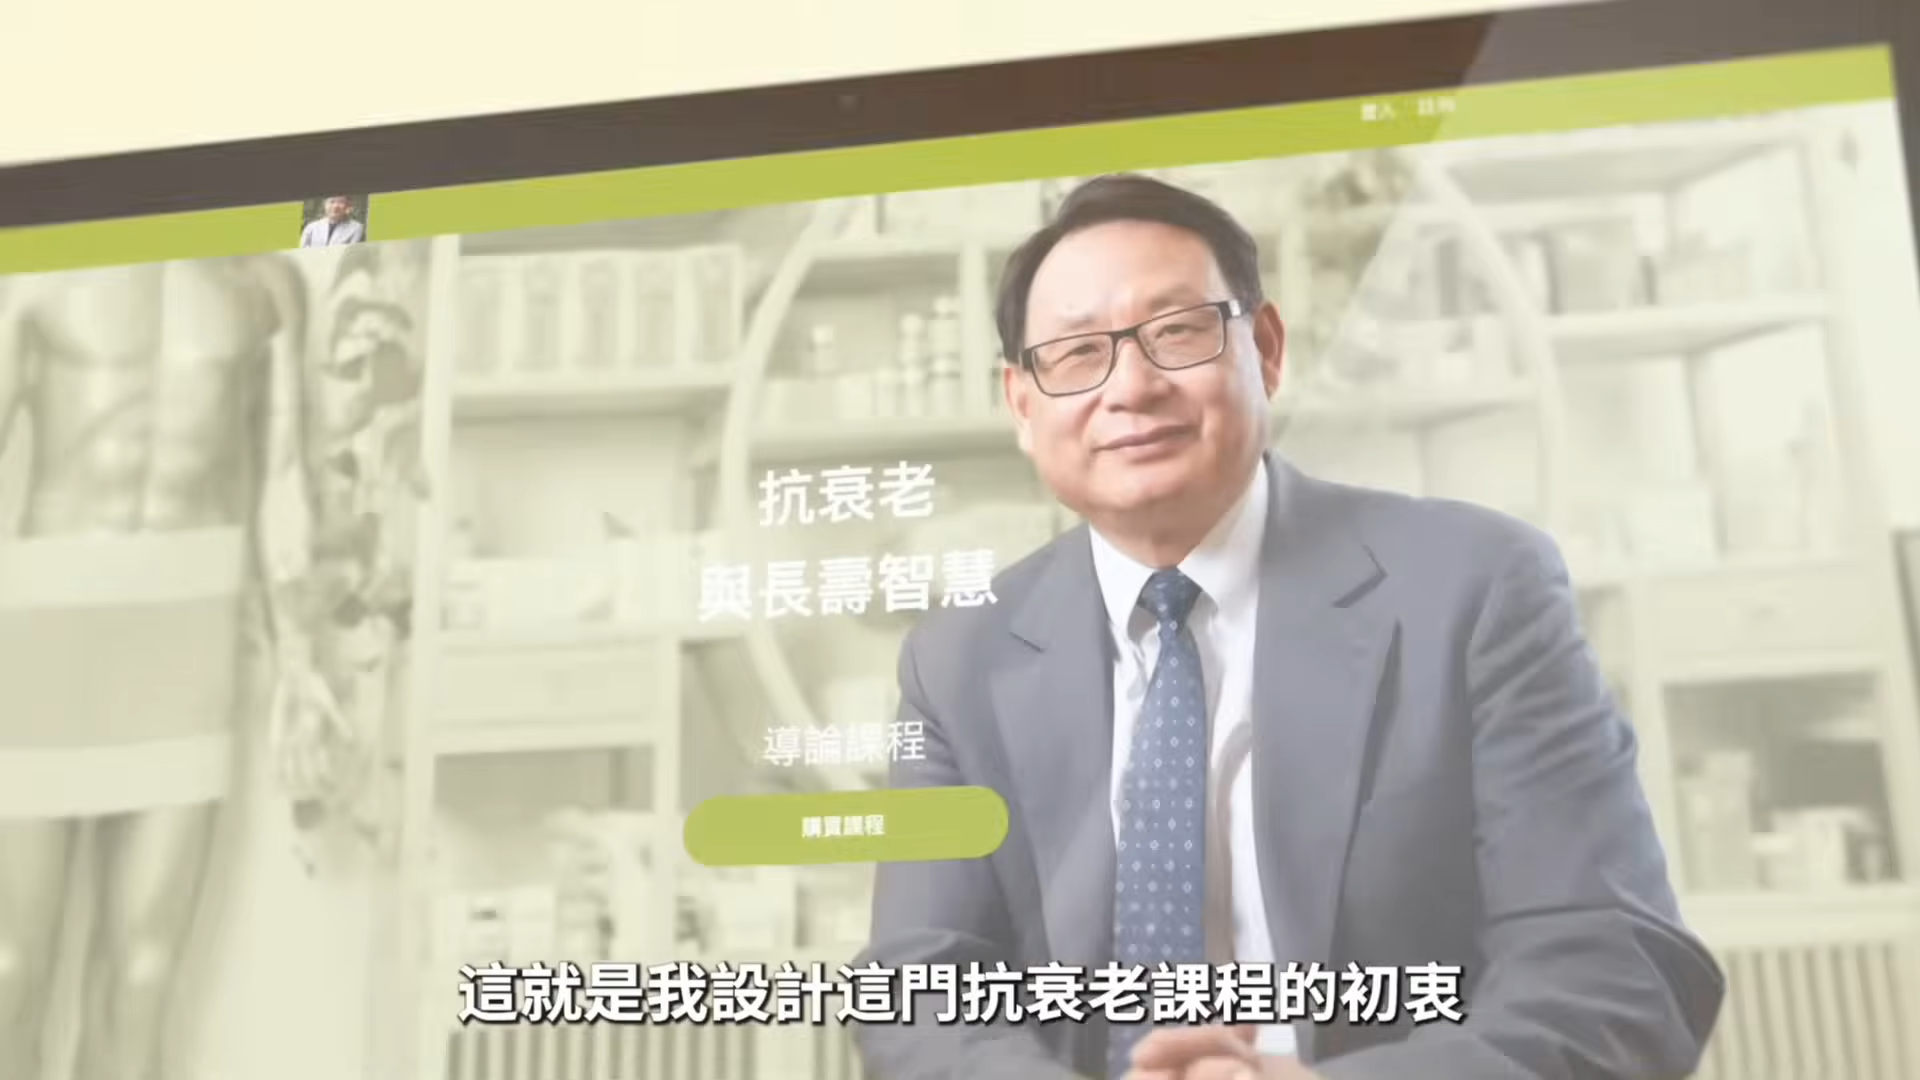 登入 註冊
抗衰老
與長壽智慧
導論課程
購買課程
這就是我設計這門抗衰老課程的初衷